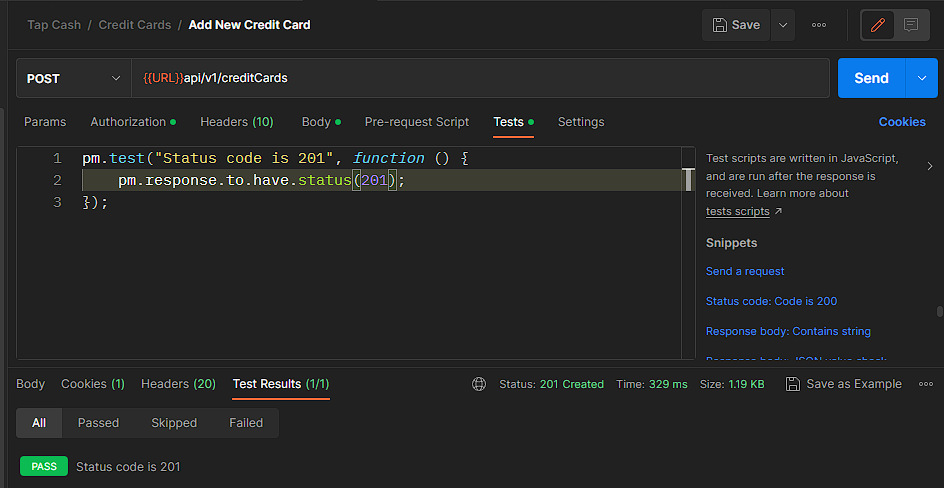 Tap Cash / Credit Cards / Add New Credit Card
Save
POST
{{URL}}api/v1/creditCards
Send
Params Authorization Headers (10) Body Pre-request Script Tests Settings
Cookies
1 pm.test("Status code is 201", function () {
2 pm.response.to.have.status(201);
3 });
Test scripts are written in JavaScript,
and are run after the response is
received. Learn more about
tests scripts ↗
Snippets
Send a request
Status code: Code is 200
Response body: Contains string
Response body: JSON value check
Body Cookies (1) Headers (20) Test Results (1/1)
Status: 201 Created Time: 329 ms Size: 1.19 KB
Save as Example
All Passed Skipped Failed
PASS Status code is 201